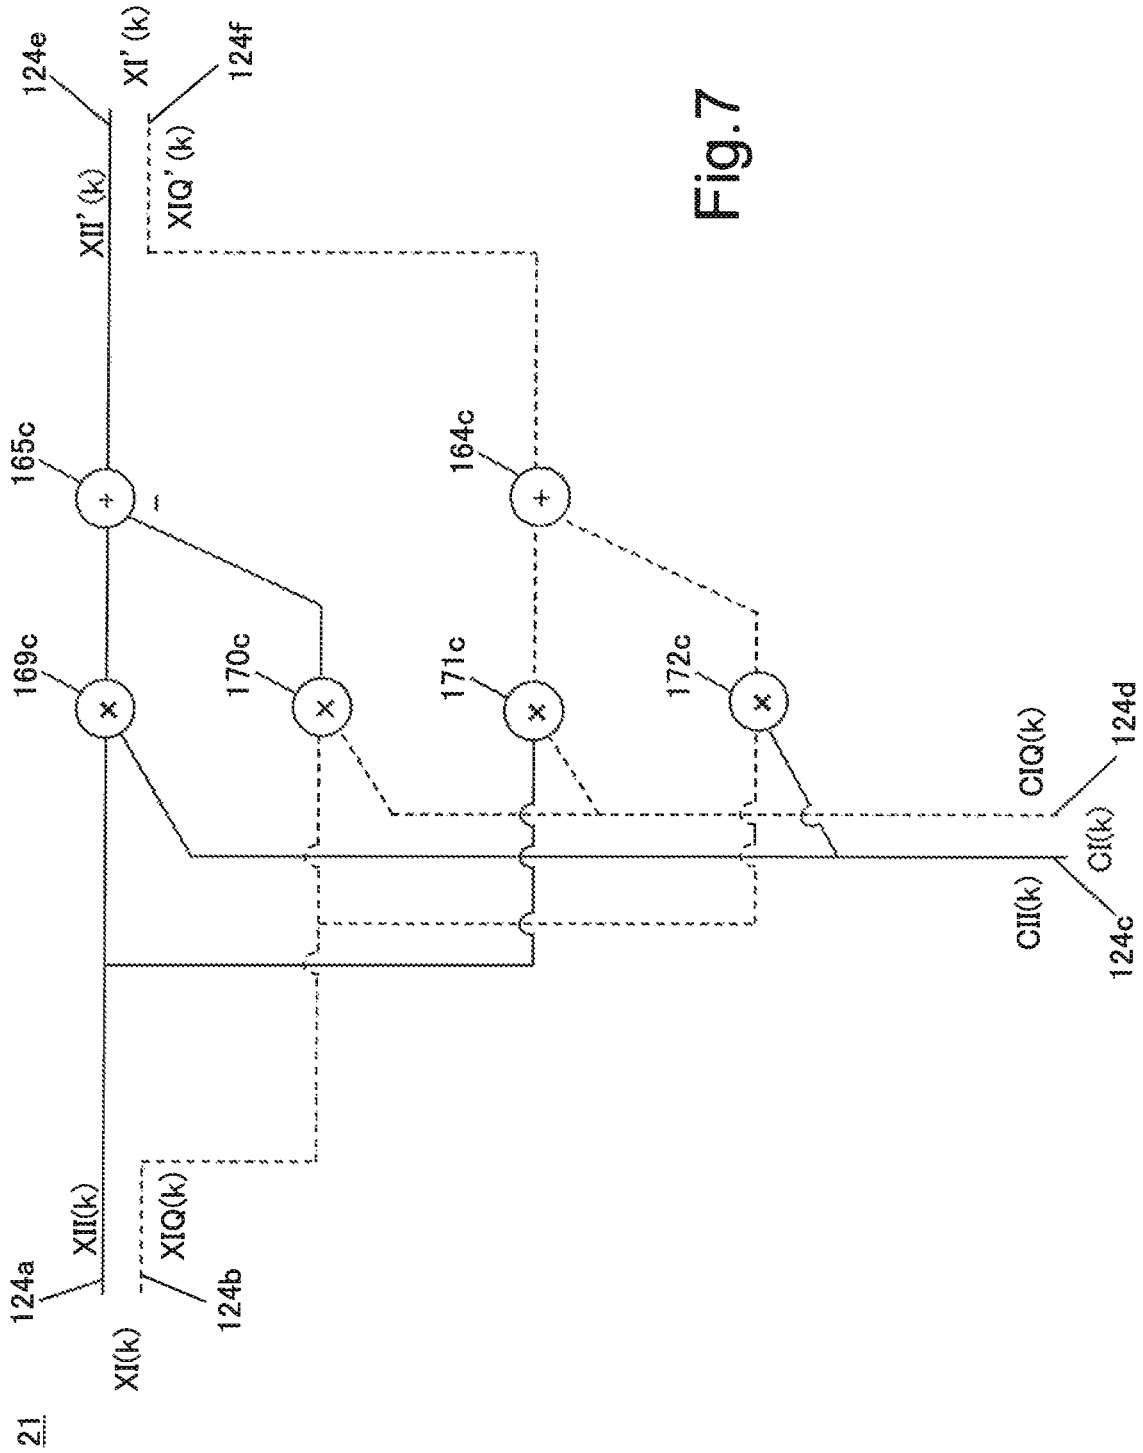 21
XI(k)
124a
XII(k)
124b
XIQ(k)
169c
×
165c
+
−
XII'(k)
124e
XI'(k)
124f
XIQ'(k)
170c
×
171c
×
164c
+
172c
×
CIQ(k)
124d
CI(k)
CII(k)
124c
Fig.7